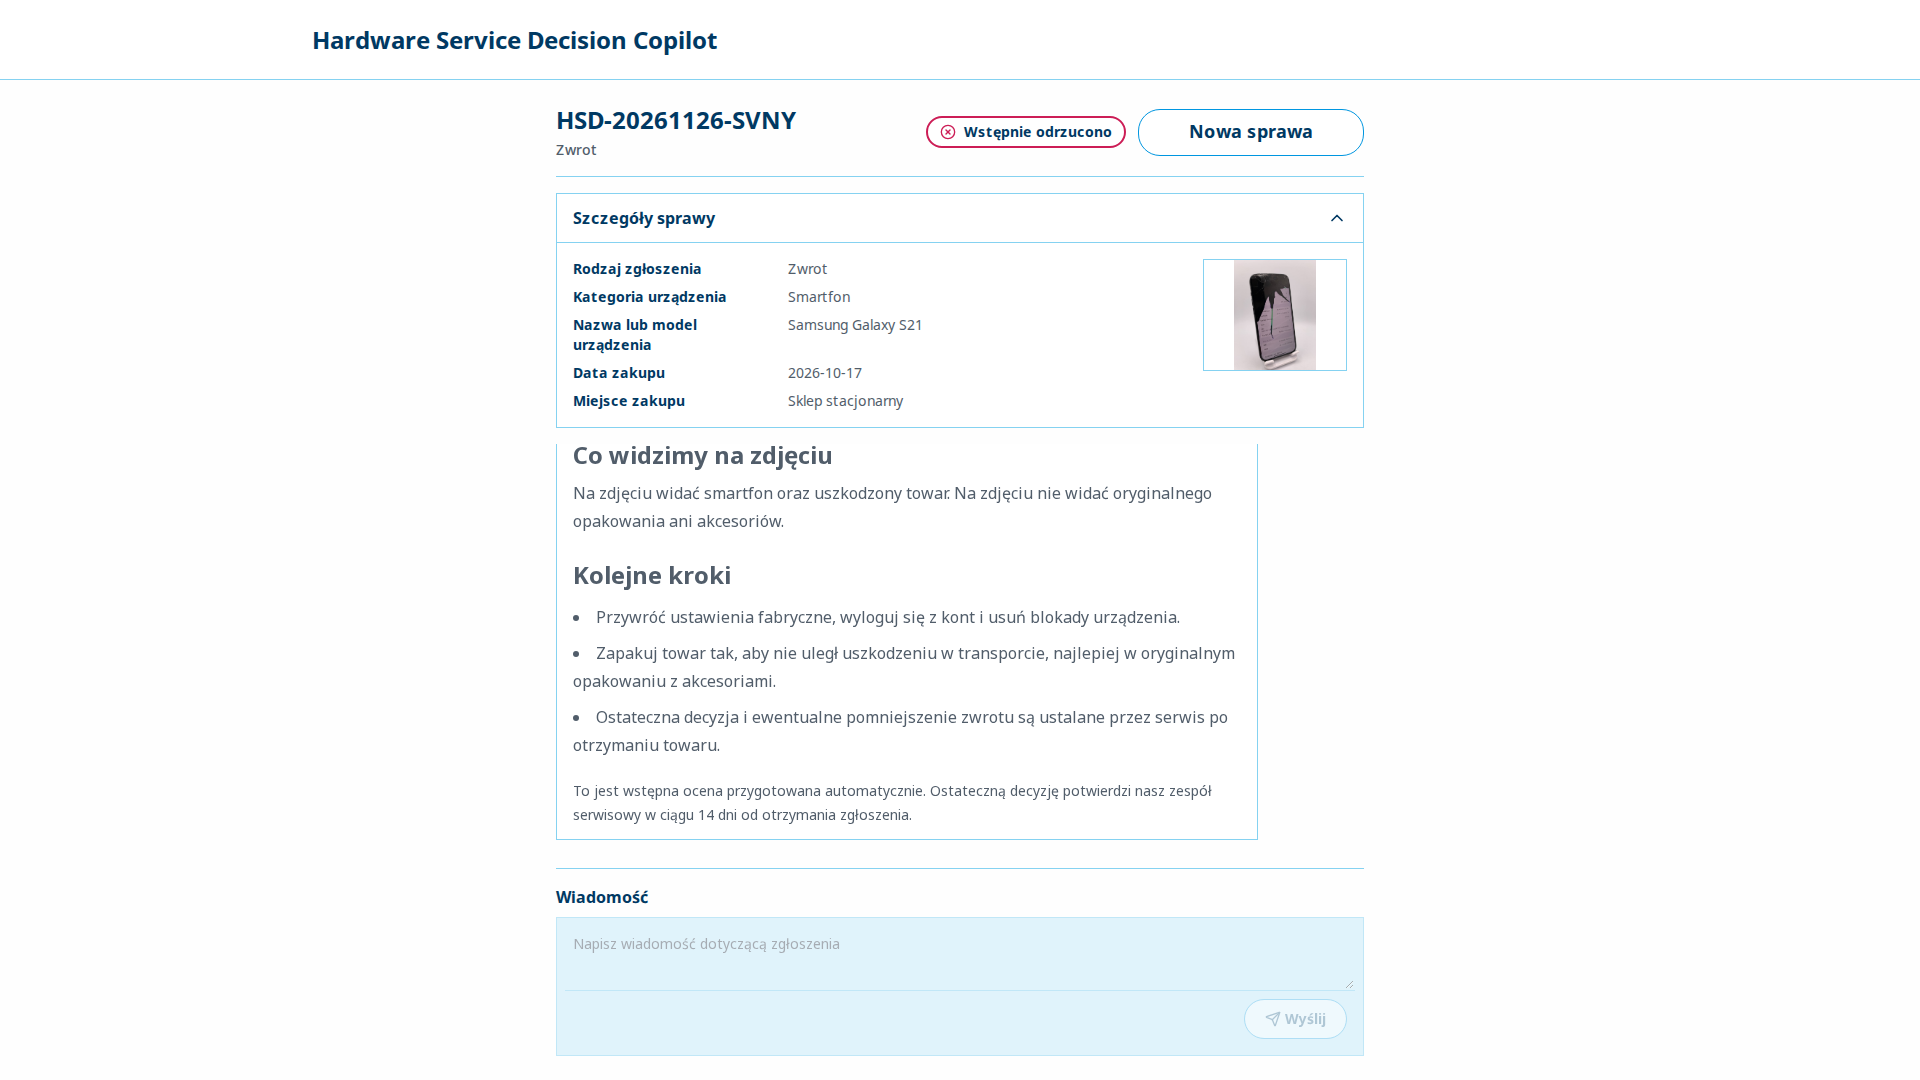 Hardware Service Decision Copilot
HSD-20261126-SVNY
Zwrot
Wstępnie odrzucono
Nowa sprawa
Szczegóły sprawy
Rodzaj zgłoszenia
Zwrot
Kategoria urządzenia
Smartfon
Nazwa lub model
urządzenia
Samsung Galaxy S21
Data zakupu
2026-10-17
Miejsce zakupu
Sklep stacjonarny
Co widzimy na zdjęciu
Na zdjęciu widać smartfon oraz uszkodzony towar. Na zdjęciu nie widać oryginalnego
opakowania ani akcesoriów.
Kolejne kroki
Przywróć ustawienia fabryczne, wyloguj się z kont i usuń blokady urządzenia.
Zapakuj towar tak, aby nie uległ uszkodzeniu w transporcie, najlepiej w oryginalnym
opakowaniu z akcesoriami.
Ostateczna decyzja i ewentualne pomniejszenie zwrotu są ustalane przez serwis po
otrzymaniu towaru.
To jest wstępna ocena przygotowana automatycznie. Ostateczną decyzję potwierdzi nasz zespół
serwisowy w ciągu 14 dni od otrzymania zgłoszenia.
Wiadomość
Napisz wiadomość dotyczącą zgłoszenia
Wyślij